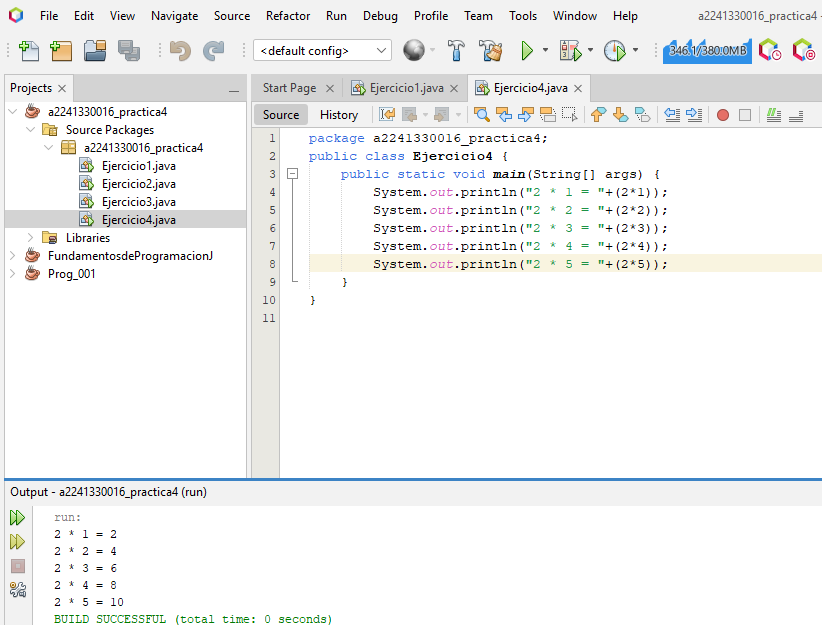 File Edit View Navigate Source Refactor Run Debug Profile Team Tools Window Help a2241330016_practica4 -
<default config> 346.1/380.0MB
Projects
a2241330016_practica4
Source Packages
a2241330016_practica4
Ejercicio1.java
Ejercicio2.java
Ejercicio3.java
Ejercicio4.java
Libraries
FundamentosdeProgramacionJ
Prog_001
Start Page Ejercicio1.java Ejercicio4.java
Source History
1 package a2241330016_practica4;
2 public class Ejercicio4 {
3 public static void main(String[] args) {
4 System.out.println("2 * 1 = "+(2*1));
5 System.out.println("2 * 2 = "+(2*2));
6 System.out.println("2 * 3 = "+(2*3));
7 System.out.println("2 * 4 = "+(2*4));
8 System.out.println("2 * 5 = "+(2*5));
9 }
10 }
11
Output - a2241330016_practica4 (run)
run:
2 * 1 = 2
2 * 2 = 4
2 * 3 = 6
2 * 4 = 8
2 * 5 = 10
BUILD SUCCESSFUL (total time: 0 seconds)